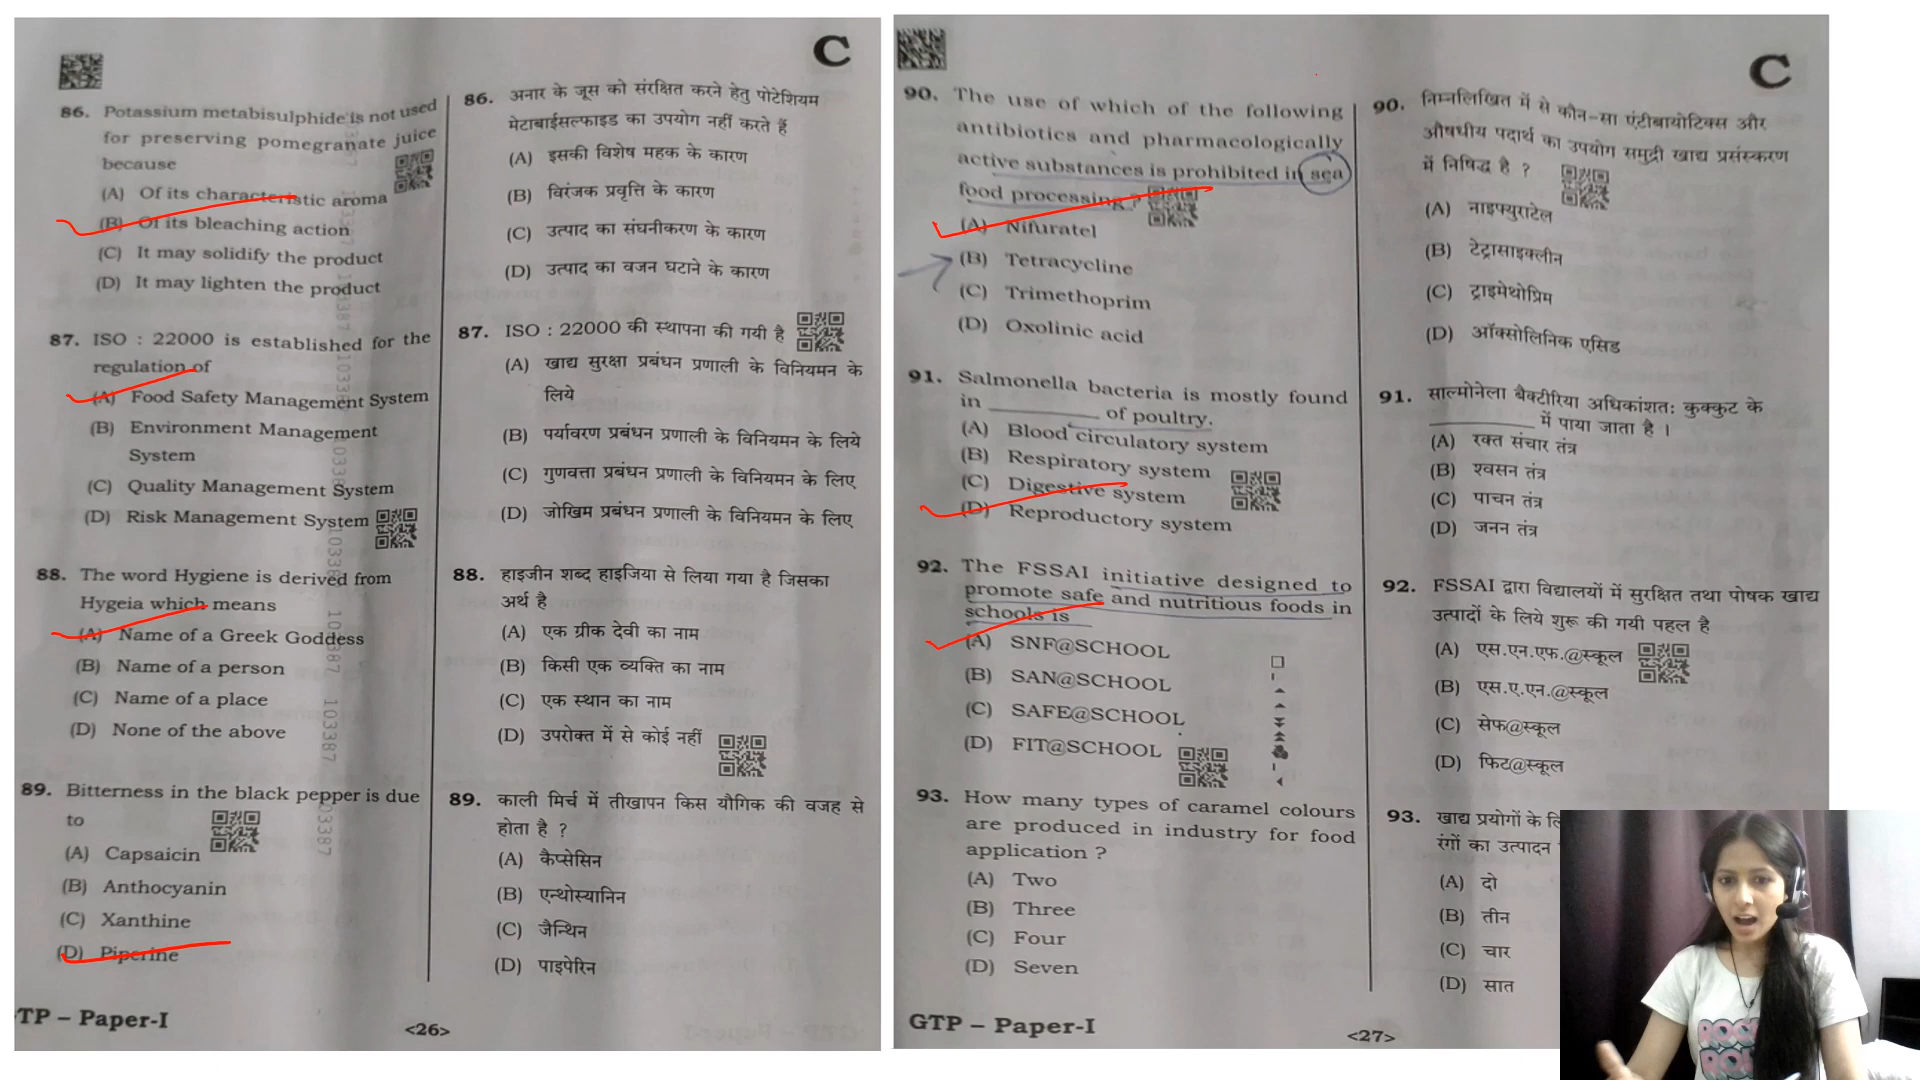 C
86. Potassium metabisulphide is not used
for preserving pomegranate juice
because
(A) Of its characteristic aroma
(B) Of its bleaching action
(C) It may solidify the product
(D) It may lighten the product
87. ISO : 22000 is established for the
regulation of
(A) Food Safety Management System
(B) Environment Management
System
(C) Quality Management System
(D) Risk Management System
88. The word Hygiene is derived from
Hygeia which means
(A) Name of a Greek Goddess
(B) Name of a person
(C) Name of a place
(D) None of the above
89. Bitterness in the black pepper is due
to
(A) Capsaicin
(B) Anthocyanin
(C) Xanthine
(D) Piperine
86. अनार के जूस को संरक्षित करने हेतु पोटेशियम
मेटाबाईसल्फाइड का उपयोग नहीं करते हैं
(A) इसकी विशेष महक के कारण
(B) विरंजक प्रवृत्ति के कारण
(C) उत्पाद का संघनीकरण के कारण
(D) उत्पाद का वजन घटाने के कारण
87. ISO : 22000 की स्थापना की गयी है
(A) खाद्य सुरक्षा प्रबंधन प्रणाली के विनियमन के
लिये
(B) पर्यावरण प्रबंधन प्रणाली के विनियमन के लिये
(C) गुणवत्ता प्रबंधन प्रणाली के विनियमन के लिए
(D) जोखिम प्रबंधन प्रणाली के विनियमन के लिए
88. हाइजीन शब्द हाइजिया से लिया गया है जिसका
अर्थ है
(A) एक ग्रीक देवी का नाम
(B) किसी एक व्यक्ति का नाम
(C) एक स्थान का नाम
(D) उपरोक्त में से कोई नहीं
89. काली मिर्च में तीखापन किस यौगिक की वजह से
होता है ?
(A) कैप्सेसिन
(B) एन्थोस्यानिन
(C) जैन्थिन
(D) पाइपेरिन
103387 103387 103387
TP – Paper-I
<26>
C
90. The use of which of the following
antibiotics and pharmacologically
active substances is prohibited in sea
food processing ?
(A) Nifuratel
(B) Tetracycline
(C) Trimethoprim
(D) Oxolinic acid
91. Salmonella bacteria is mostly found
in __________ of poultry.
(A) Blood circulatory system
(B) Respiratory system
(C) Digestive system
(D) Reproductory system
92. The FSSAI initiative designed to
promote safe and nutritious foods in
schools is
(A) SNF@SCHOOL
(B) SAN@SCHOOL
(C) SAFE@SCHOOL
(D) FIT@SCHOOL
93. How many types of caramel colours
are produced in industry for food
application ?
(A) Two
(B) Three
(C) Four
(D) Seven
90. निम्नलिखित में से कौन-सा एंटीबायोटिक्स और
औषधीय पदार्थ का उपयोग समुद्री खाद्य प्रसंस्करण
में निषिद्ध है ?
(A) नाइफ्युराटेल
(B) टेट्रासाइक्लीन
(C) ट्राइमेथोप्रिम
(D) ऑक्सोलिनिक एसिड
91. साल्मोनेला बैक्टीरिया अधिकांशत: कुक्कुट के
__________ में पाया जाता है ।
(A) रक्त संचार तंत्र
(B) श्वसन तंत्र
(C) पाचन तंत्र
(D) जनन तंत्र
92. FSSAI द्वारा विद्यालयों में सुरक्षित तथा पोषक खाद्य
उत्पादों के लिये शुरू की गयी पहल है
(A) एस.एन.एफ.@स्कूल
(B) एस.ए.एन.@स्कूल
(C) सेफ@स्कूल
(D) फिट@स्कूल
93. खाद्य प्रयोगों के
रंगों का उत्पादन
(A) दो
(B) तीन
(C) चार
(D) सात
GTP – Paper-I
<27>